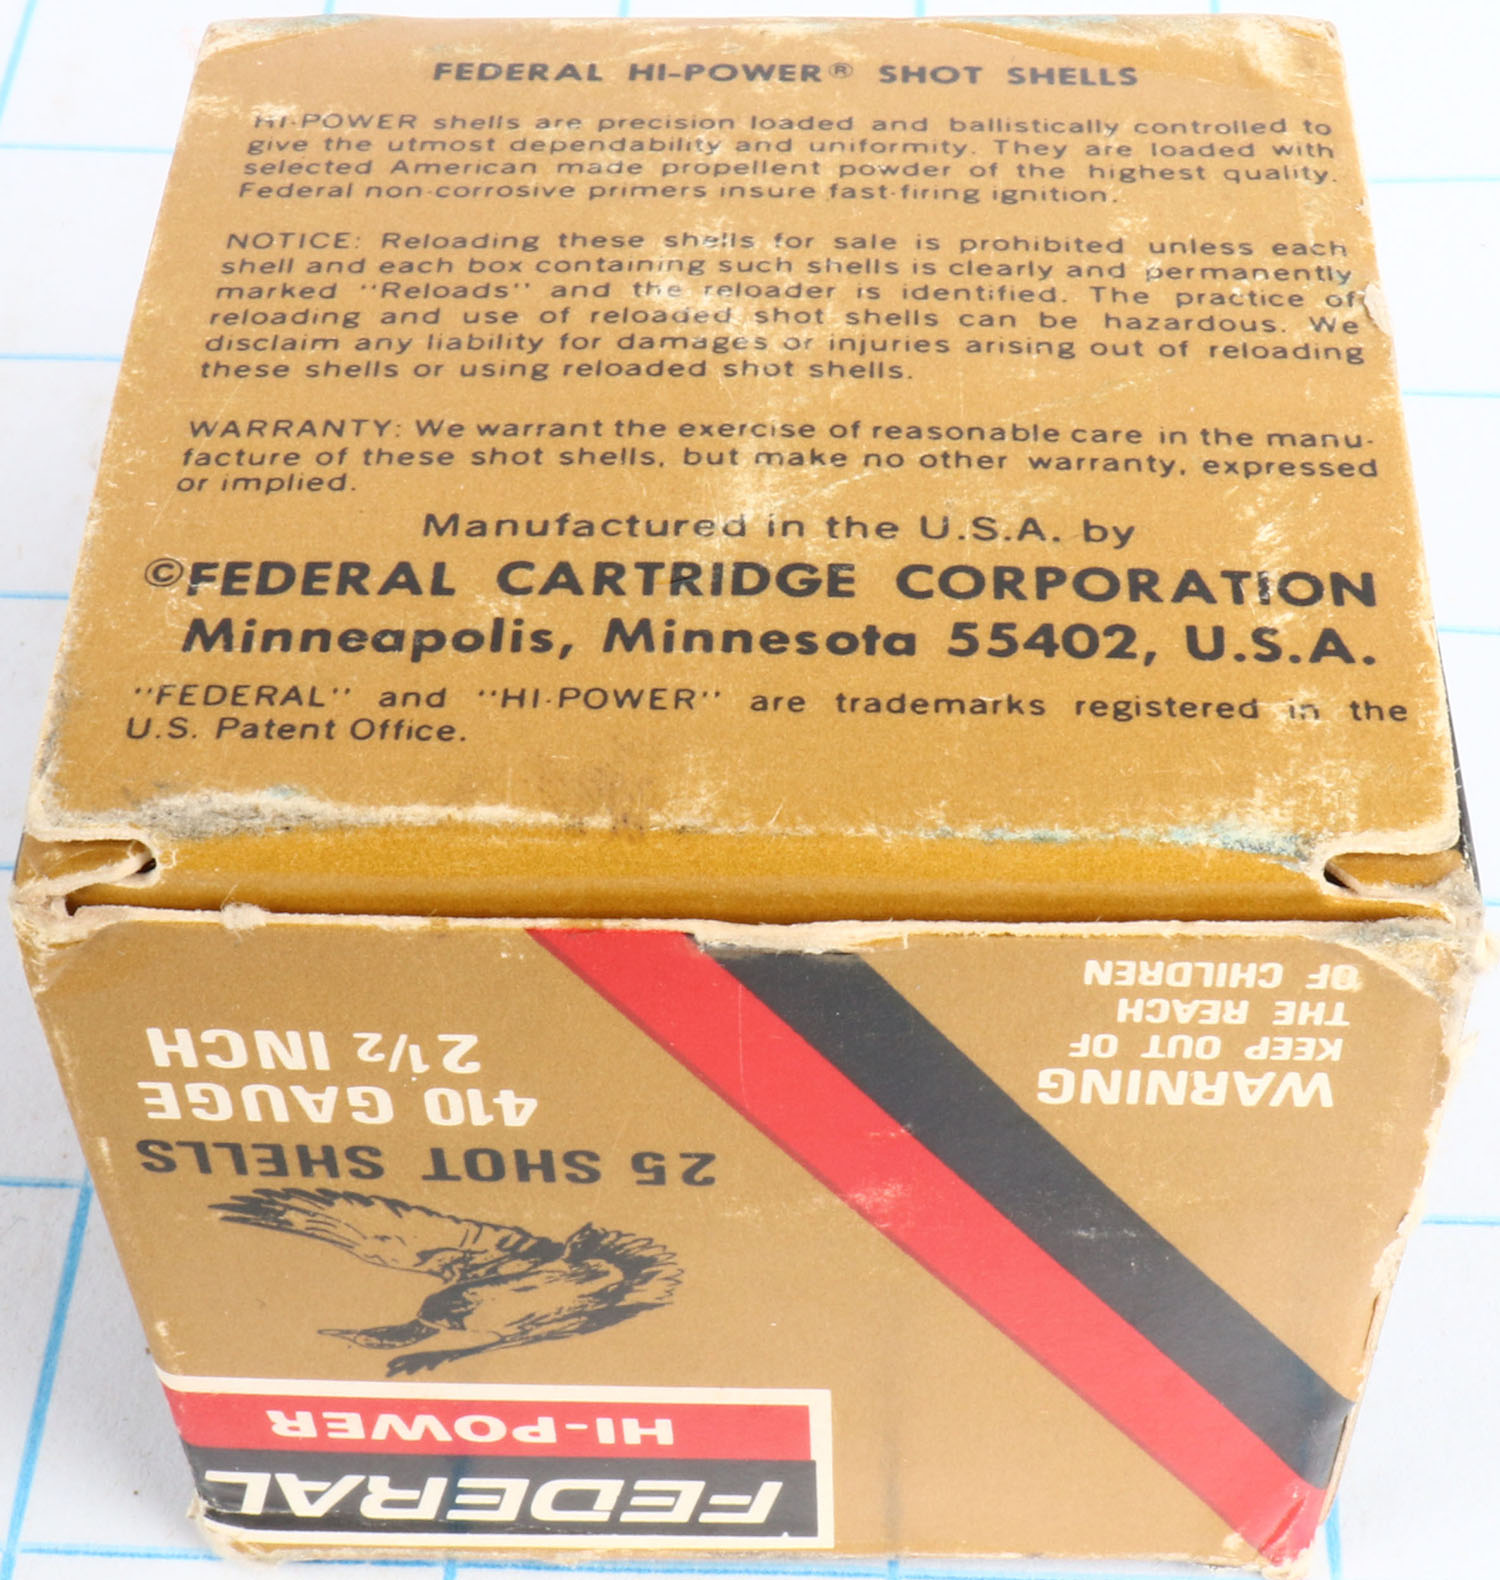 FEDERAL HI-POWER® SHOT SHELLS
HI-POWER shells are precision loaded and ballistically controlled to
give the utmost dependability and uniformity. They are loaded with
selected American made propellent powder of the highest quality.
Federal non-corrosive primers insure fast-firing ignition.
NOTICE: Reloading these shells for sale is prohibited unless each
shell and each box containing such shells is clearly and permanently
marked "Reloads" and the reloader is identified. The practice of
reloading and use of reloaded shot shells can be hazardous. We
disclaim any liability for damages or injuries arising out of reloading
these shells or using reloaded shot shells.
WARRANTY: We warrant the exercise of reasonable care in the manu-
facture of these shot shells, but make no other warranty, expressed
or implied.
Manufactured in the U.S.A. by
©FEDERAL CARTRIDGE CORPORATION
Minneapolis, Minnesota 55402, U.S.A.
"FEDERAL" and "HI-POWER" are trademarks registered in the
U.S. Patent Office.
FEDERAL
HI-POWER
25 SHOT SHELLS
410 GAUGE
2 1/2 INCH
WARNING
KEEP OUT OF
THE REACH
OF CHILDREN